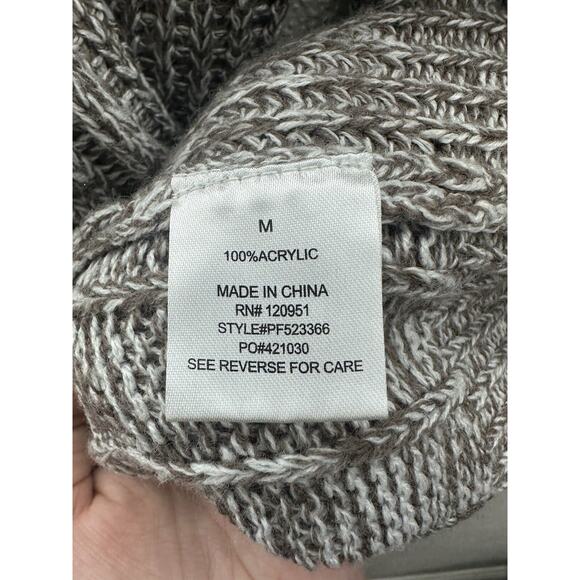 M
100%ACRYLIC
MADE IN CHINA
RN# 120951
STYLE#PF523366
PO#421030
SEE REVERSE FOR CARE